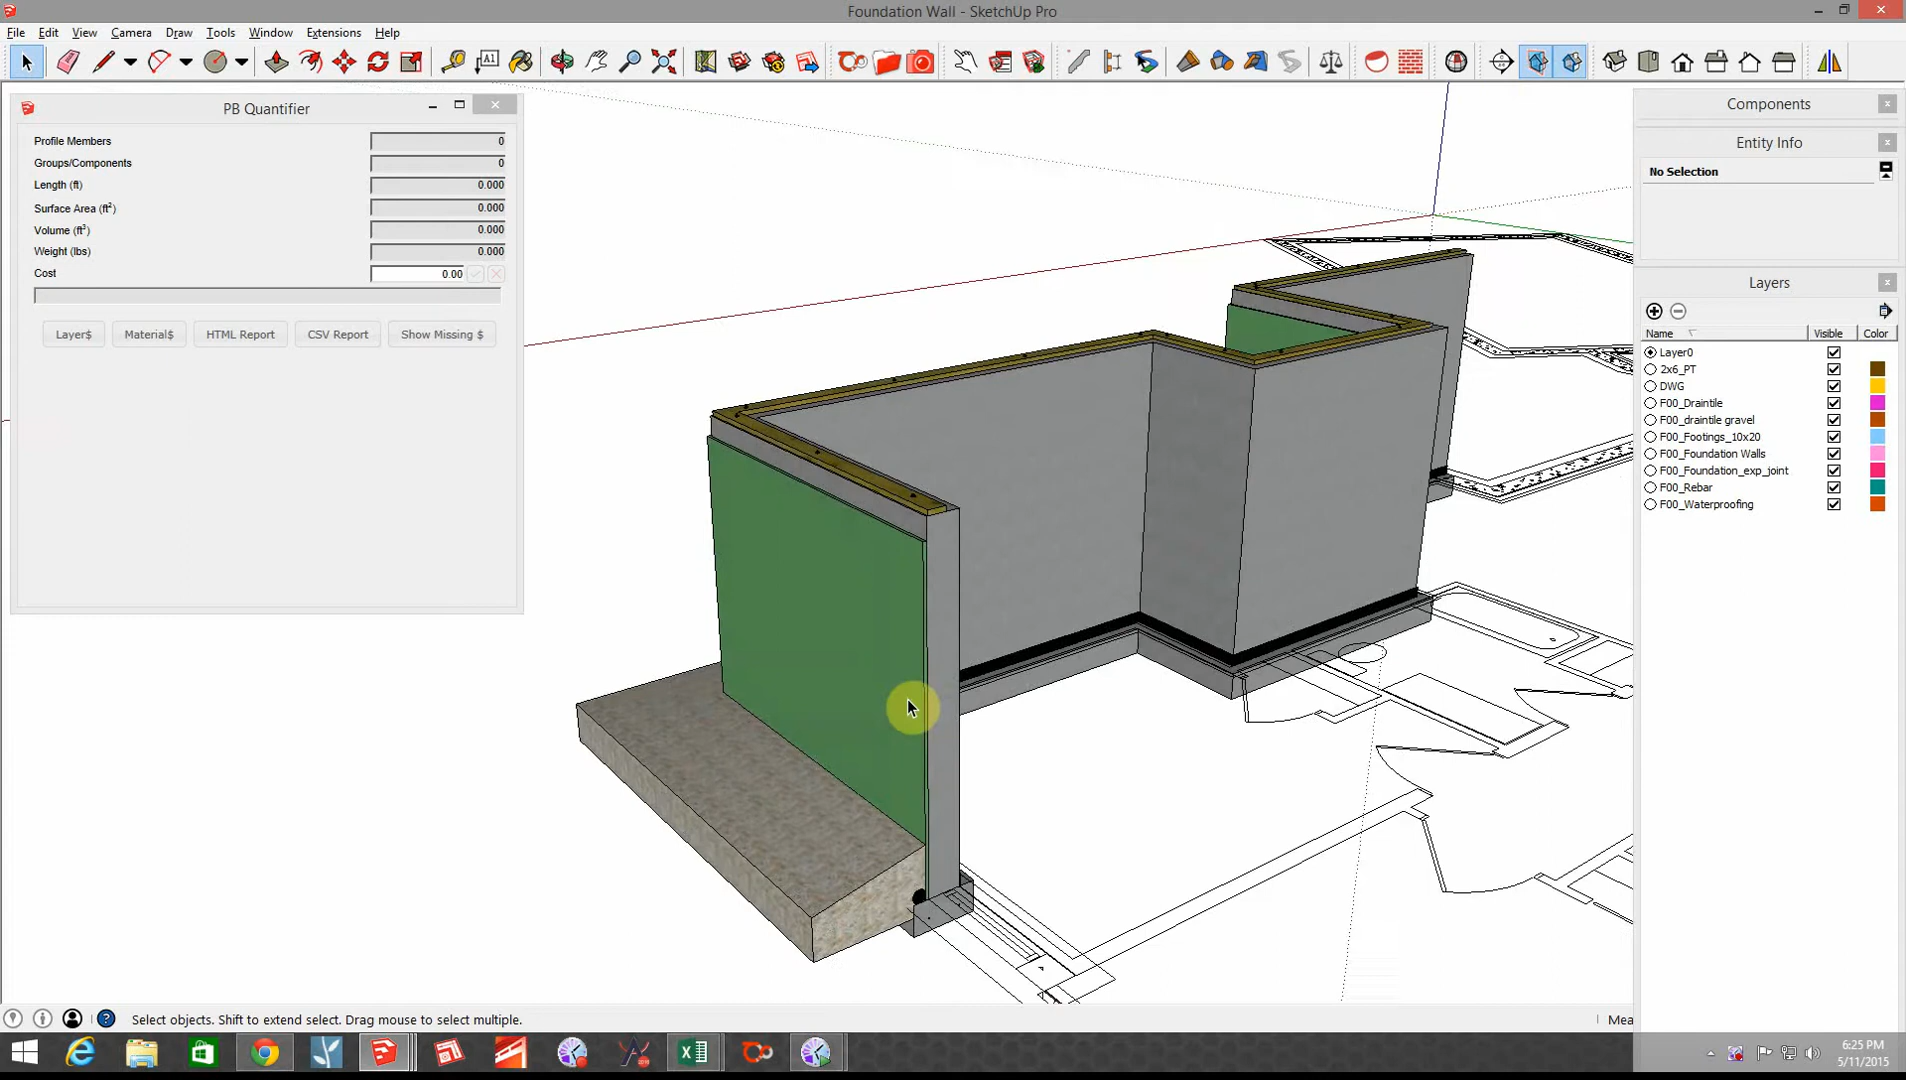 Foundation Wall - SketchUp Pro
File Edit View Camera Draw Tools Window Extensions Help
A1
PB Quantifier
Profile Members 0
Groups/Components 0
Length (ft) 0.000
Surface Area (ft²) 0.000
Volume (ft³) 0.000
Weight (lbs) 0.000
Cost 0.00
Layer$ Material$ HTML Report CSV Report Show Missing $
Components
Entity Info
No Selection
Layers
Name Visible Color
Layer0
2x6_PT
DWG
F00_Draintile
F00_draintile gravel
F00_Footings_10x20
F00_Foundation Walls
F00_Foundation_exp_joint
F00_Rebar
F00_Waterproofing
Select objects. Shift to extend select. Drag mouse to select multiple.
Mea
6:25 PM
5/11/2015